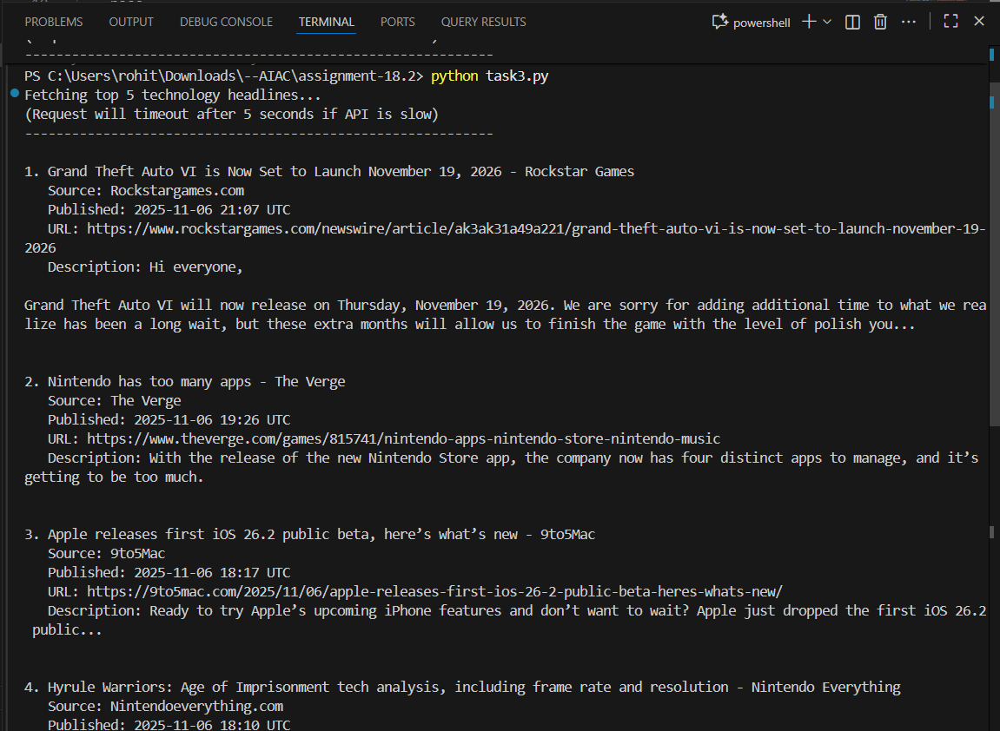 PROBLEMS OUTPUT DEBUG CONSOLE TERMINAL PORTS QUERY RESULTS powershell
------------------------------------------------------------
PS C:\Users\rohit\Downloads\--AIAC\assignment-18.2> python task3.py
Fetching top 5 technology headlines...
(Request will timeout after 5 seconds if API is slow)
------------------------------------------------------------
1. Grand Theft Auto VI is Now Set to Launch November 19, 2026 - Rockstar Games
Source: Rockstargames.com
Published: 2025-11-06 21:07 UTC
URL: https://www.rockstargames.com/newswire/article/ak3ak31a49a221/grand-theft-auto-vi-is-now-set-to-launch-november-19-
2026
Description: Hi everyone,
Grand Theft Auto VI will now release on Thursday, November 19, 2026. We are sorry for adding additional time to what we rea
lize has been a long wait, but these extra months will allow us to finish the game with the level of polish you...
2. Nintendo has too many apps - The Verge
Source: The Verge
Published: 2025-11-06 19:26 UTC
URL: https://www.theverge.com/games/815741/nintendo-apps-nintendo-store-nintendo-music
Description: With the release of the new Nintendo Store app, the company now has four distinct apps to manage, and it’s
getting to be too much.
3. Apple releases first iOS 26.2 public beta, here’s what’s new - 9to5Mac
Source: 9to5Mac
Published: 2025-11-06 18:17 UTC
URL: https://9to5mac.com/2025/11/06/apple-releases-first-ios-26-2-public-beta-heres-whats-new/
Description: Ready to try Apple’s upcoming iPhone features and don’t want to wait? Apple just dropped the first iOS 26.2
public...
4. Hyrule Warriors: Age of Imprisonment tech analysis, including frame rate and resolution - Nintendo Everything
Source: Nintendoeverything.com
Published: 2025-11-06 18:10 UTC